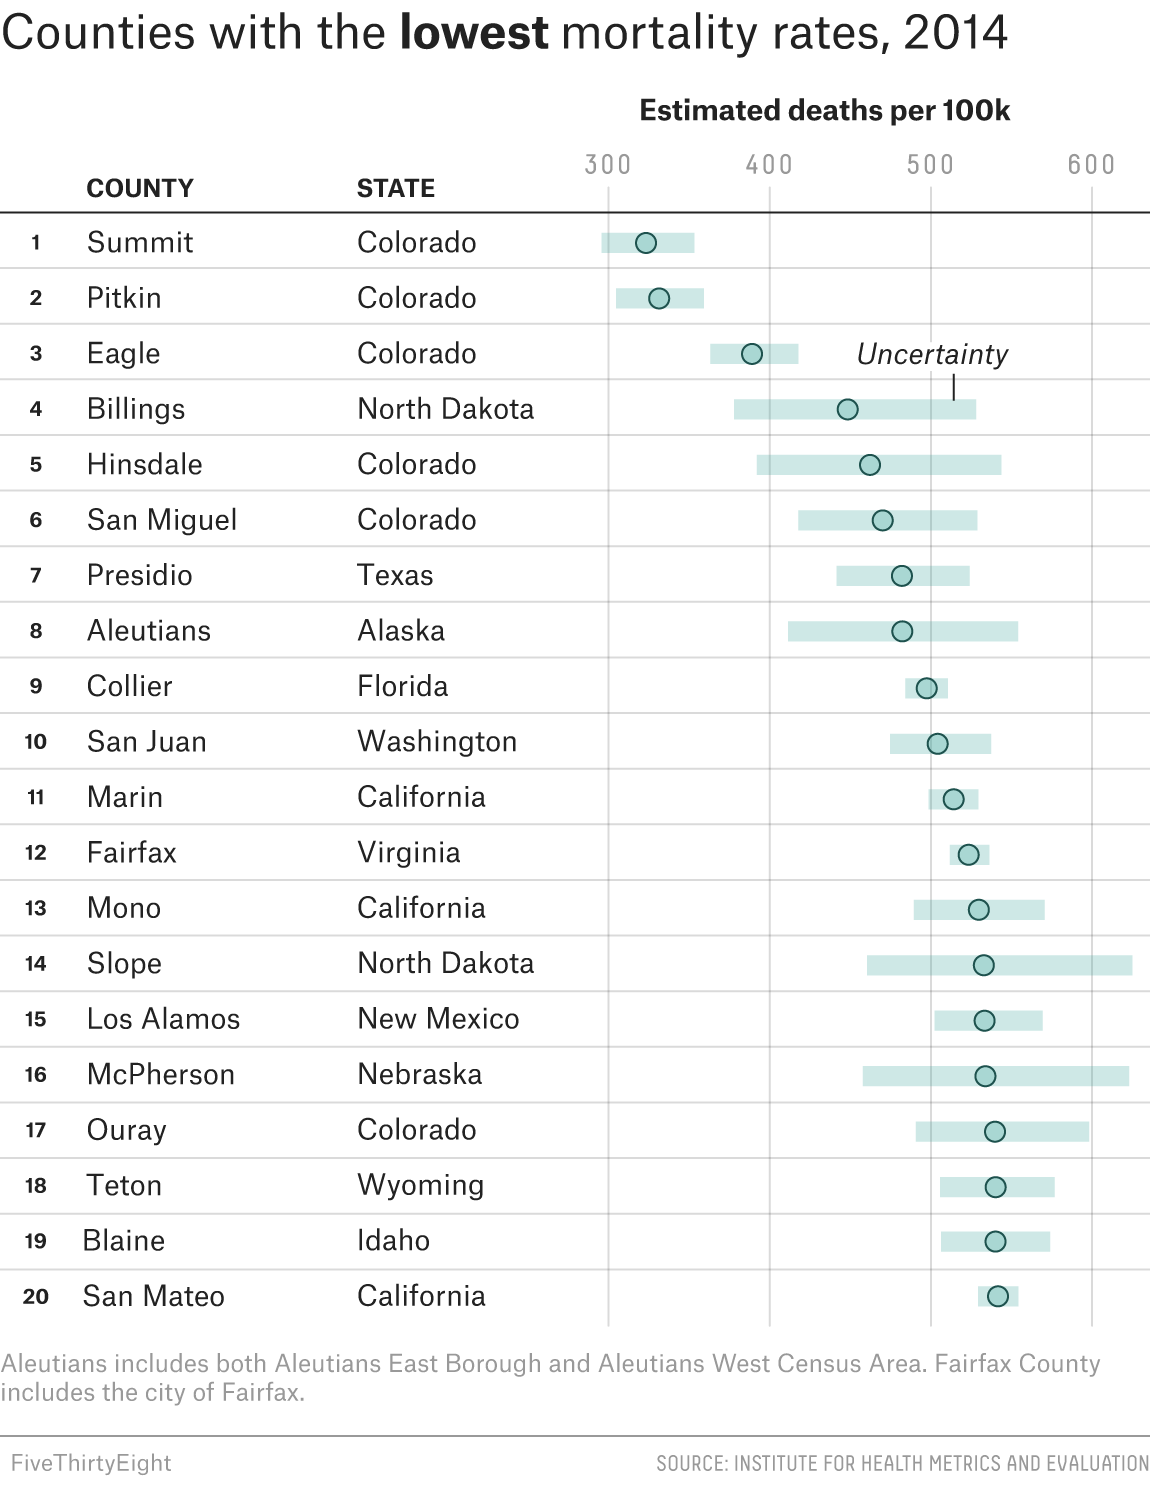 Counties with the lowest mortality rates, 2014
Estimated deaths per 100k
300 400 500 600
COUNTY STATE
1 Summit Colorado
2 Pitkin Colorado
3 Eagle Colorado Uncertainty
4 Billings North Dakota
5 Hinsdale Colorado
6 San Miguel Colorado
7 Presidio Texas
8 Aleutians Alaska
9 Collier Florida
10 San Juan Washington
11 Marin California
12 Fairfax Virginia
13 Mono California
14 Slope North Dakota
15 Los Alamos New Mexico
16 McPherson Nebraska
17 Ouray Colorado
18 Teton Wyoming
19 Blaine Idaho
20 San Mateo California
Aleutians includes both Aleutians East Borough and Aleutians West Census Area. Fairfax County
includes the city of Fairfax.
FiveThirtyEight SOURCE: INSTITUTE FOR HEALTH METRICS AND EVALUATION